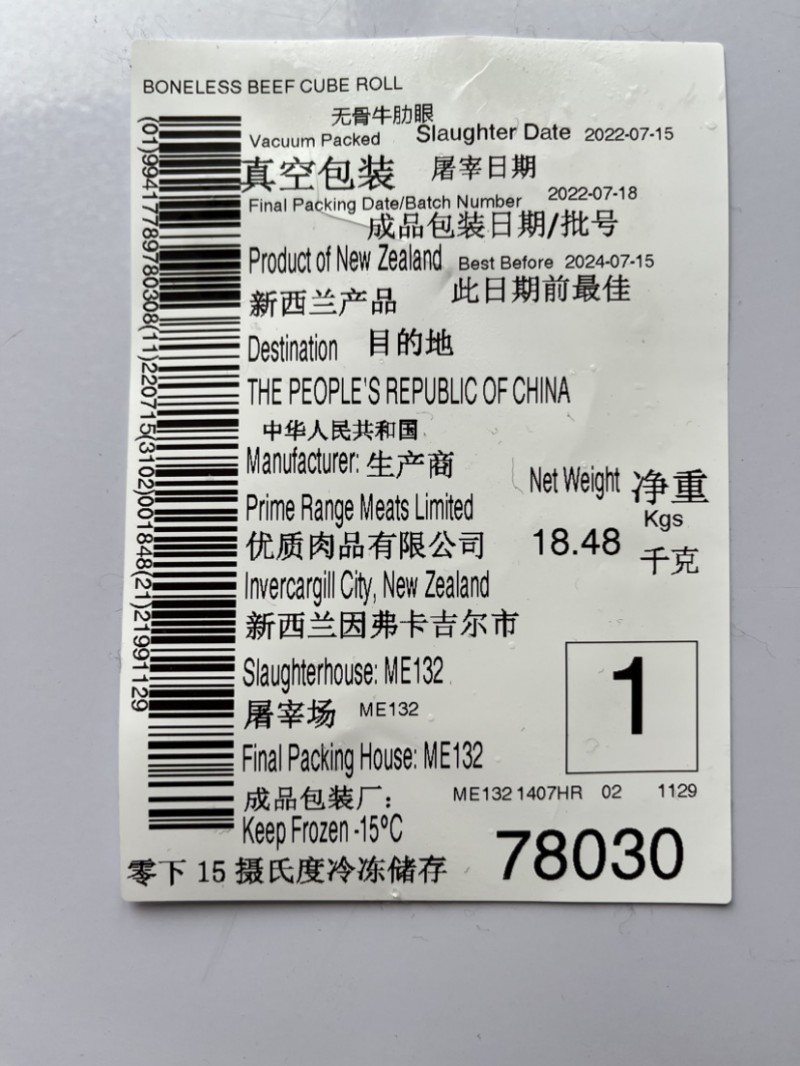 BONELESS BEEF CUBE ROLL
无骨牛肋眼
Vacuum Packed Slaughter Date 2022-07-15
真空包装 屠宰日期
Final Packing Date/Batch Number 2022-07-18
成品包装日期/批号
Product of New Zealand Best Before 2024-07-15
新西兰产品 此日期前最佳
Destination 目的地
THE PEOPLE'S REPUBLIC OF CHINA
中华人民共和国
Manufacturer: 生产商
Net Weight 净重
Prime Range Meats Limited
Kgs
优质肉品有限公司 18.48 千克
Invercargill City, New Zealand
新西兰因弗卡吉尔市
Slaughterhouse: ME132
屠宰场 ME132
1
Final Packing House: ME132
成品包装厂: ME132 1407HR 02 1129
Keep Frozen -15°C
零下 15 摄氏度冷冻储存
78030
(01)99417789780308(11)220715(3102)001848(21)21991129